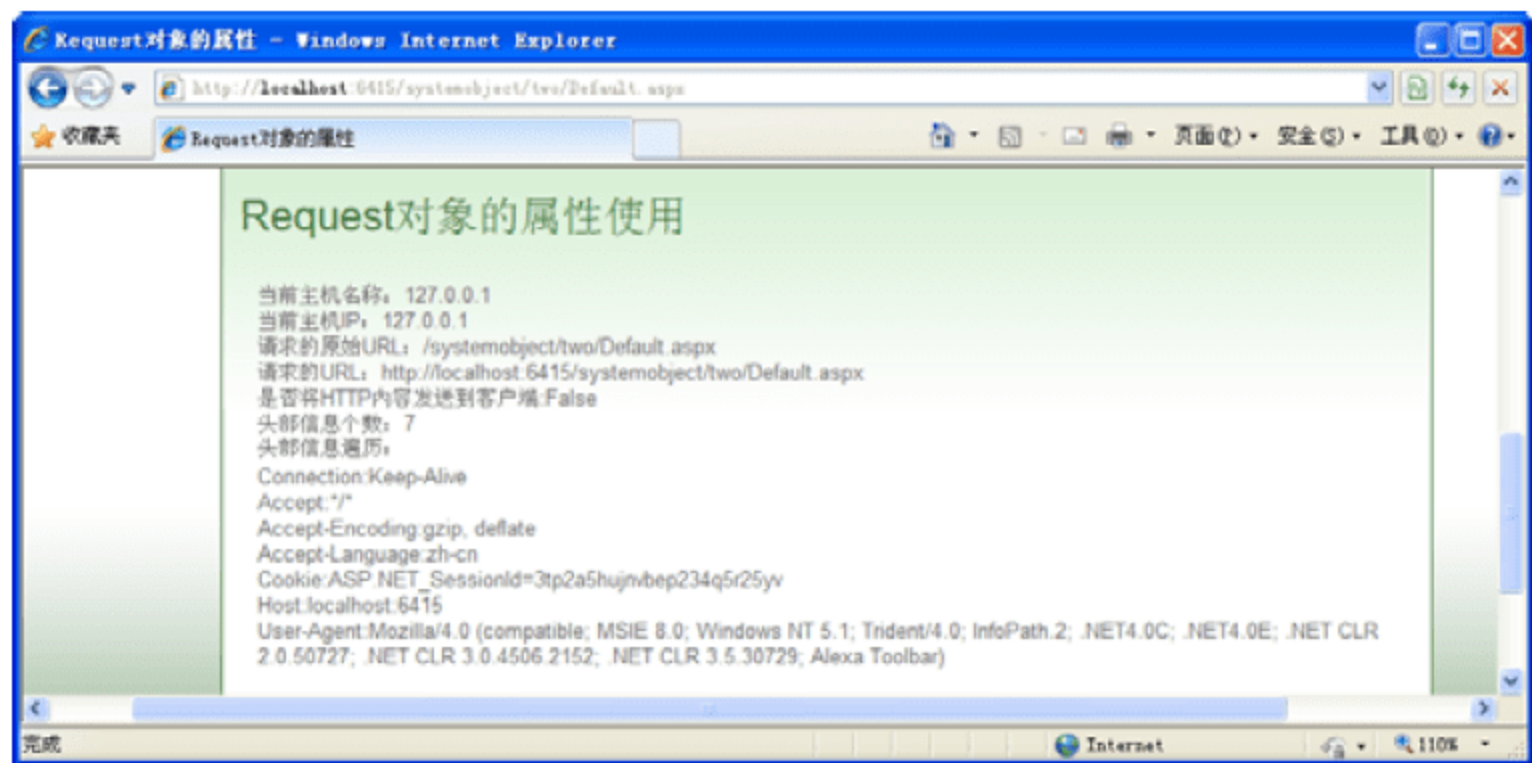 Request对象的属性 - Windows Internet Explorer
http://localhost:6415/systemobject/two/Default.aspx
收藏夹 Request对象的属性 页面(P) 安全(S) 工具(O)
Request对象的属性使用
当前主机名称：127.0.0.1
当前主机IP：127.0.0.1
请求的原始URL：/systemobject/two/Default.aspx
请求的URL：http://localhost:6415/systemobject/two/Default.aspx
是否将HTTP内容发送到客户端:False
头部信息个数：7
头部信息遍历：
Connection:Keep-Alive
Accept:*/*
Accept-Encoding:gzip, deflate
Accept-Language:zh-cn
Cookie:ASP.NET_SessionId=3tp2a5hujnvbep234q5r25yv
Host:localhost:6415
User-Agent:Mozilla/4.0 (compatible; MSIE 8.0; Windows NT 5.1; Trident/4.0; InfoPath.2; .NET4.0C; .NET4.0E; .NET CLR
2.0.50727; .NET CLR 3.0.4506.2152; .NET CLR 3.5.30729; Alexa Toolbar)
完成 Internet 110%